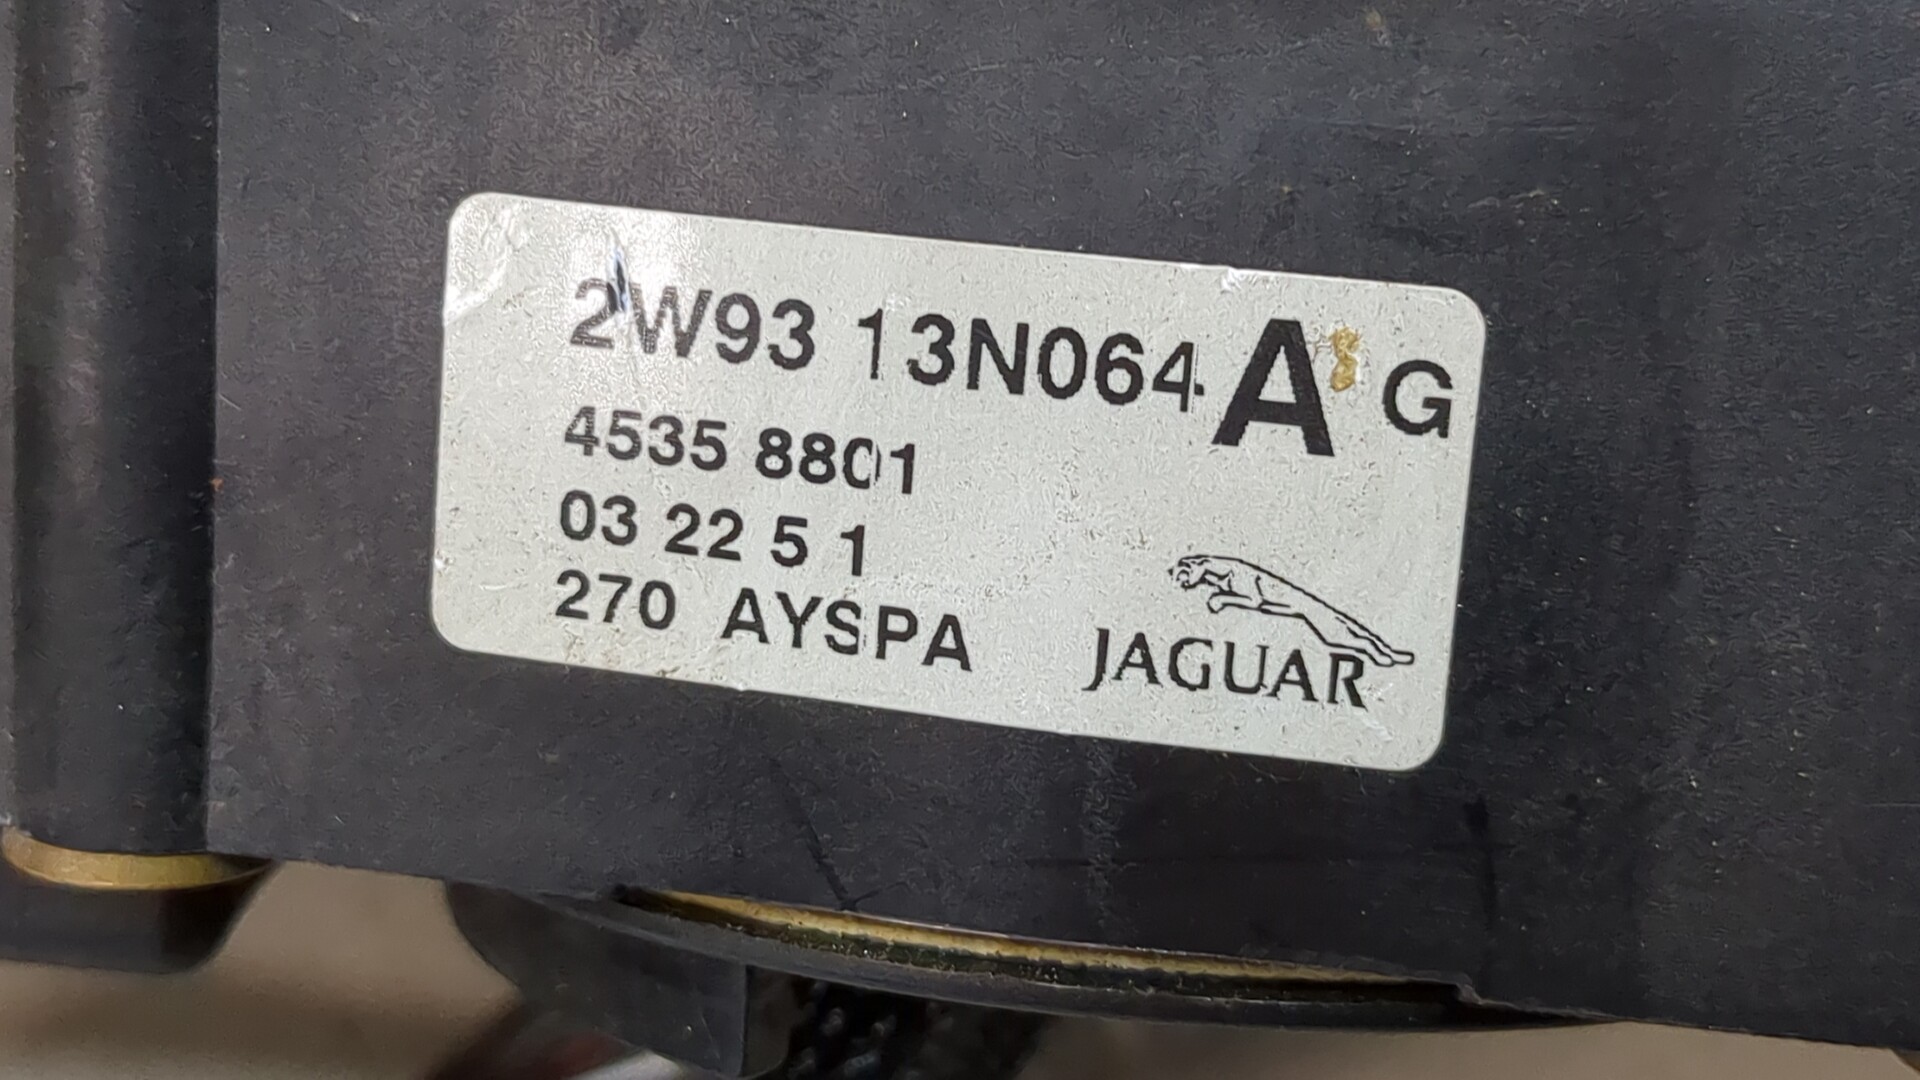 2W93 13N064 A G
4535 8801
03 22 5 1
270 AYSPA
JAGUAR